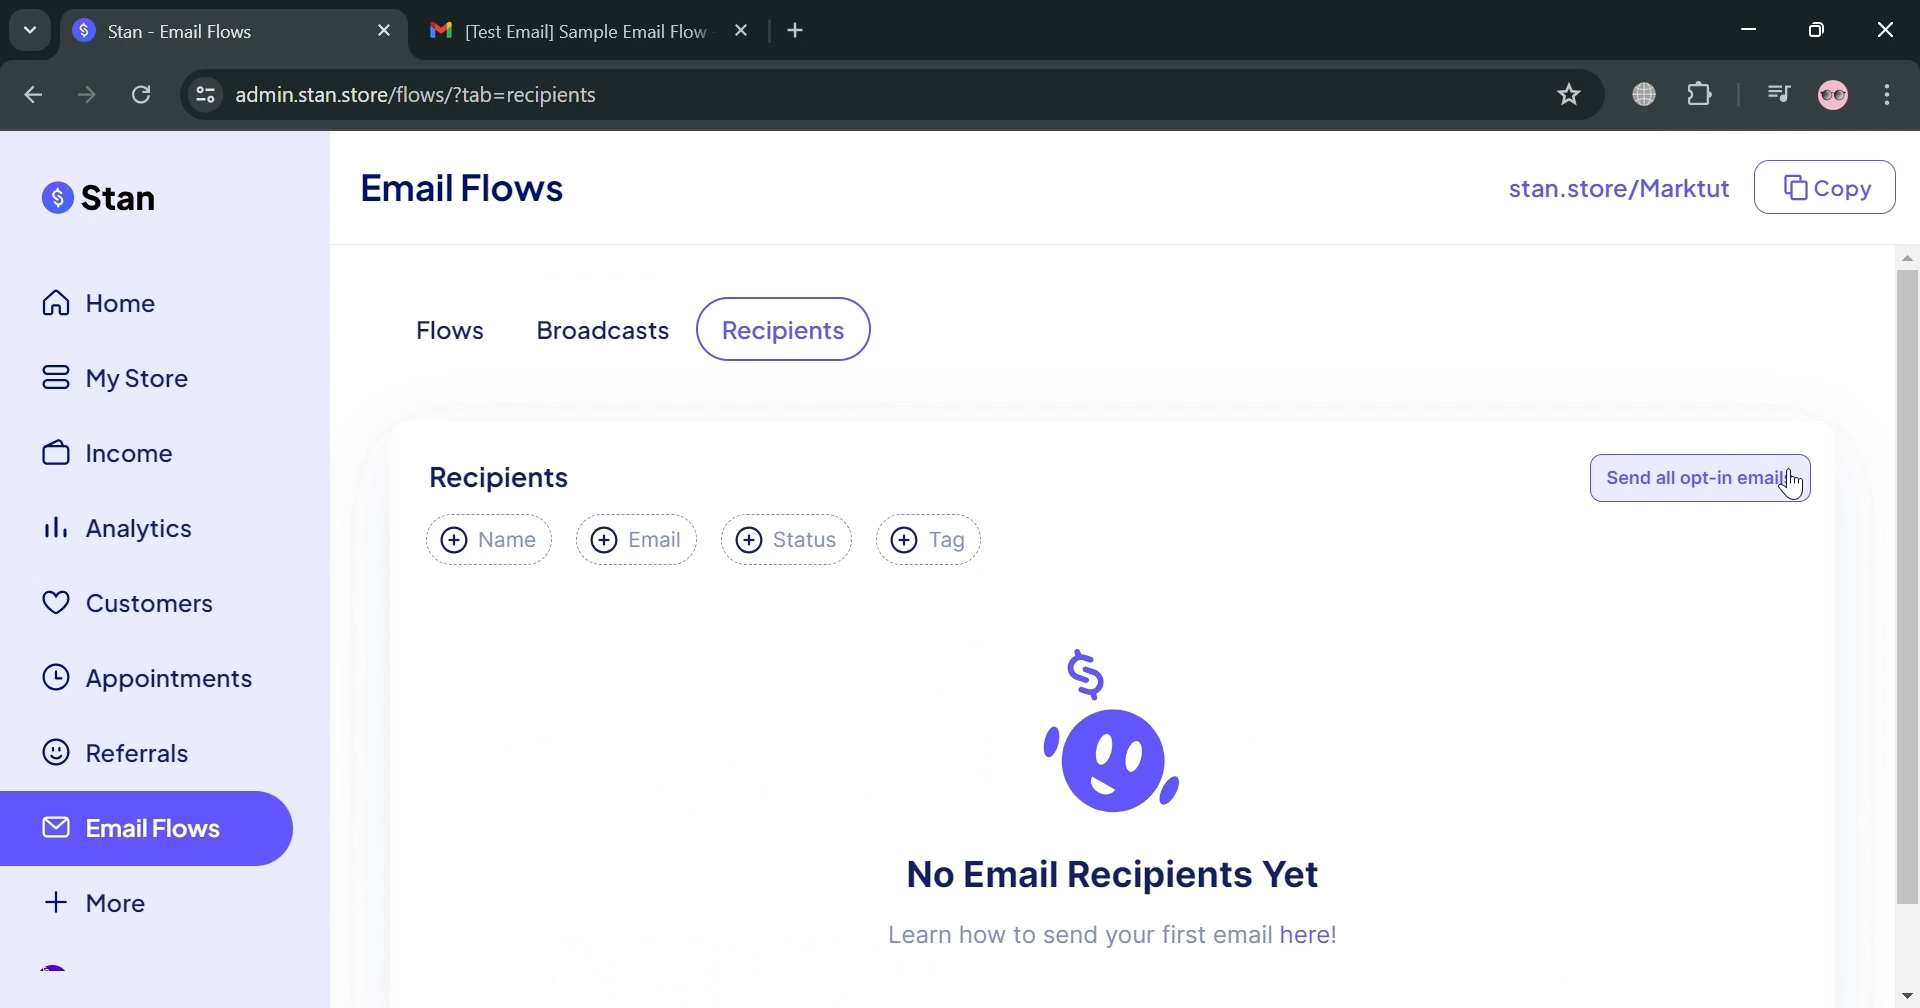 Stan - Email Flows
[Test Email] Sample Email Flow
admin.stan.store/flows/?tab=recipients
Stan
Email Flows
stan.store/Marktut
Copy
Home
My Store
Income
Analytics
Customers
Appointments
Referrals
Email Flows
More
Flows
Broadcasts
Recipients
Recipients
Send all opt-in emails
Name
Email
Status
Tag
$
No Email Recipients Yet
Learn how to send your first email here!